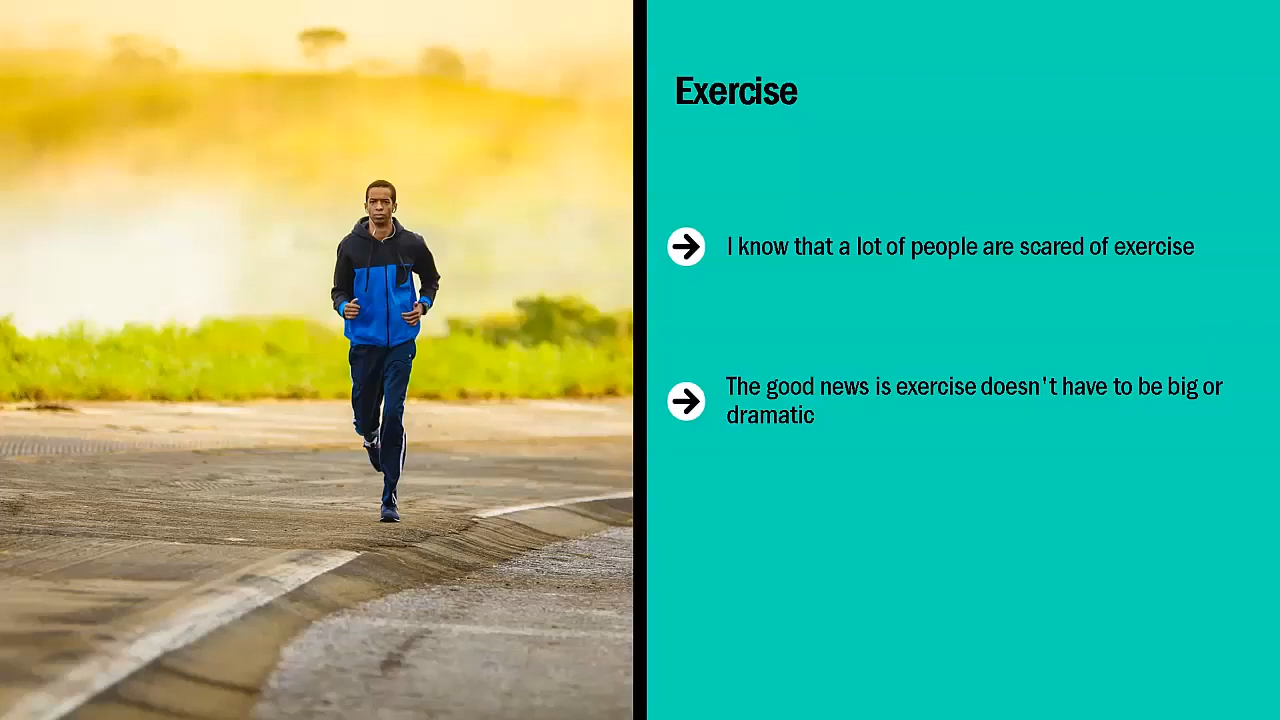 Exercise
I know that a lot of people are scared of exercise
The good news is exercise doesn't have to be big or
dramatic